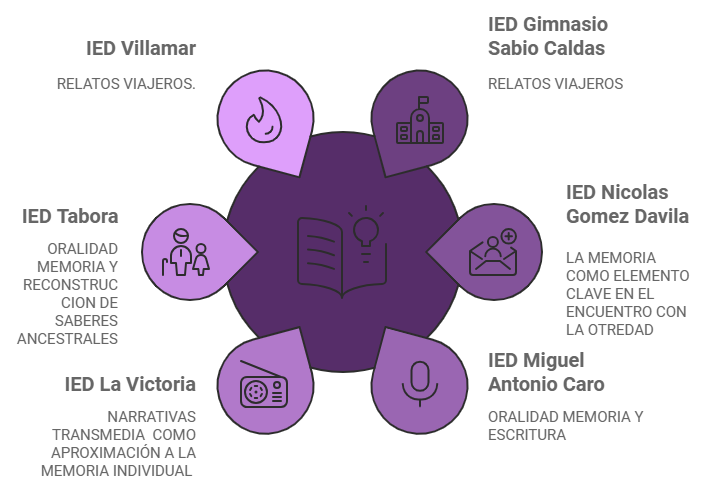 IED Villamar
RELATOS VIAJEROS.
IED Gimnasio
Sabio Caldas
RELATOS VIAJEROS
IED Tabora
ORALIDAD
MEMORIA Y
RECONSTRUC
CION DE
SABERES
ANCESTRALES
IED Nicolas
Gomez Davila
LA MEMORIA
COMO ELEMENTO
CLAVE EN EL
ENCUENTRO CON
LA OTREDAD
IED La Victoria
NARRATIVAS
TRANSMEDIA COMO
APROXIMACIÓN A LA
MEMORIA INDIVIDUAL
IED Miguel
Antonio Caro
ORALIDAD MEMORIA Y
ESCRITURA